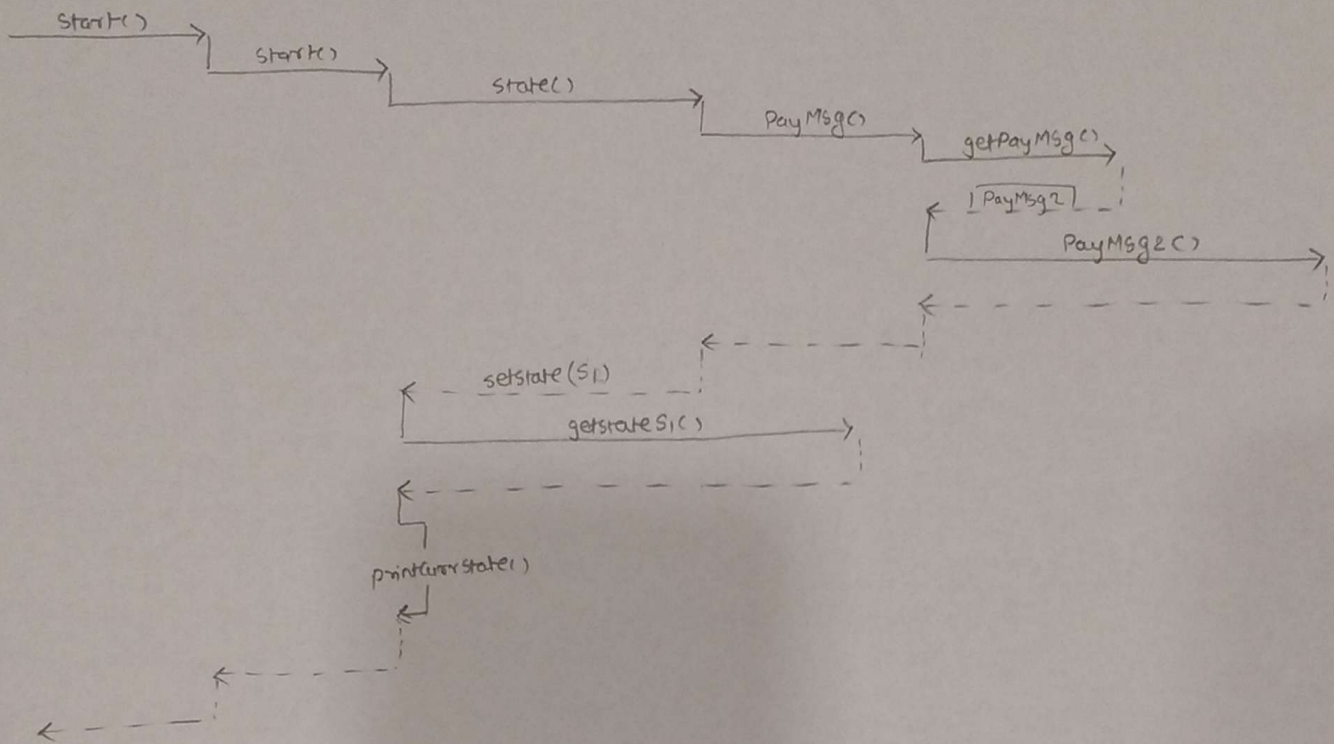 Start()
Start()
State()
PayMsg()
getPayMsg()
PayMsg2
PayMsg2()
setstate(S1)
getstateS1()
printCurrState()